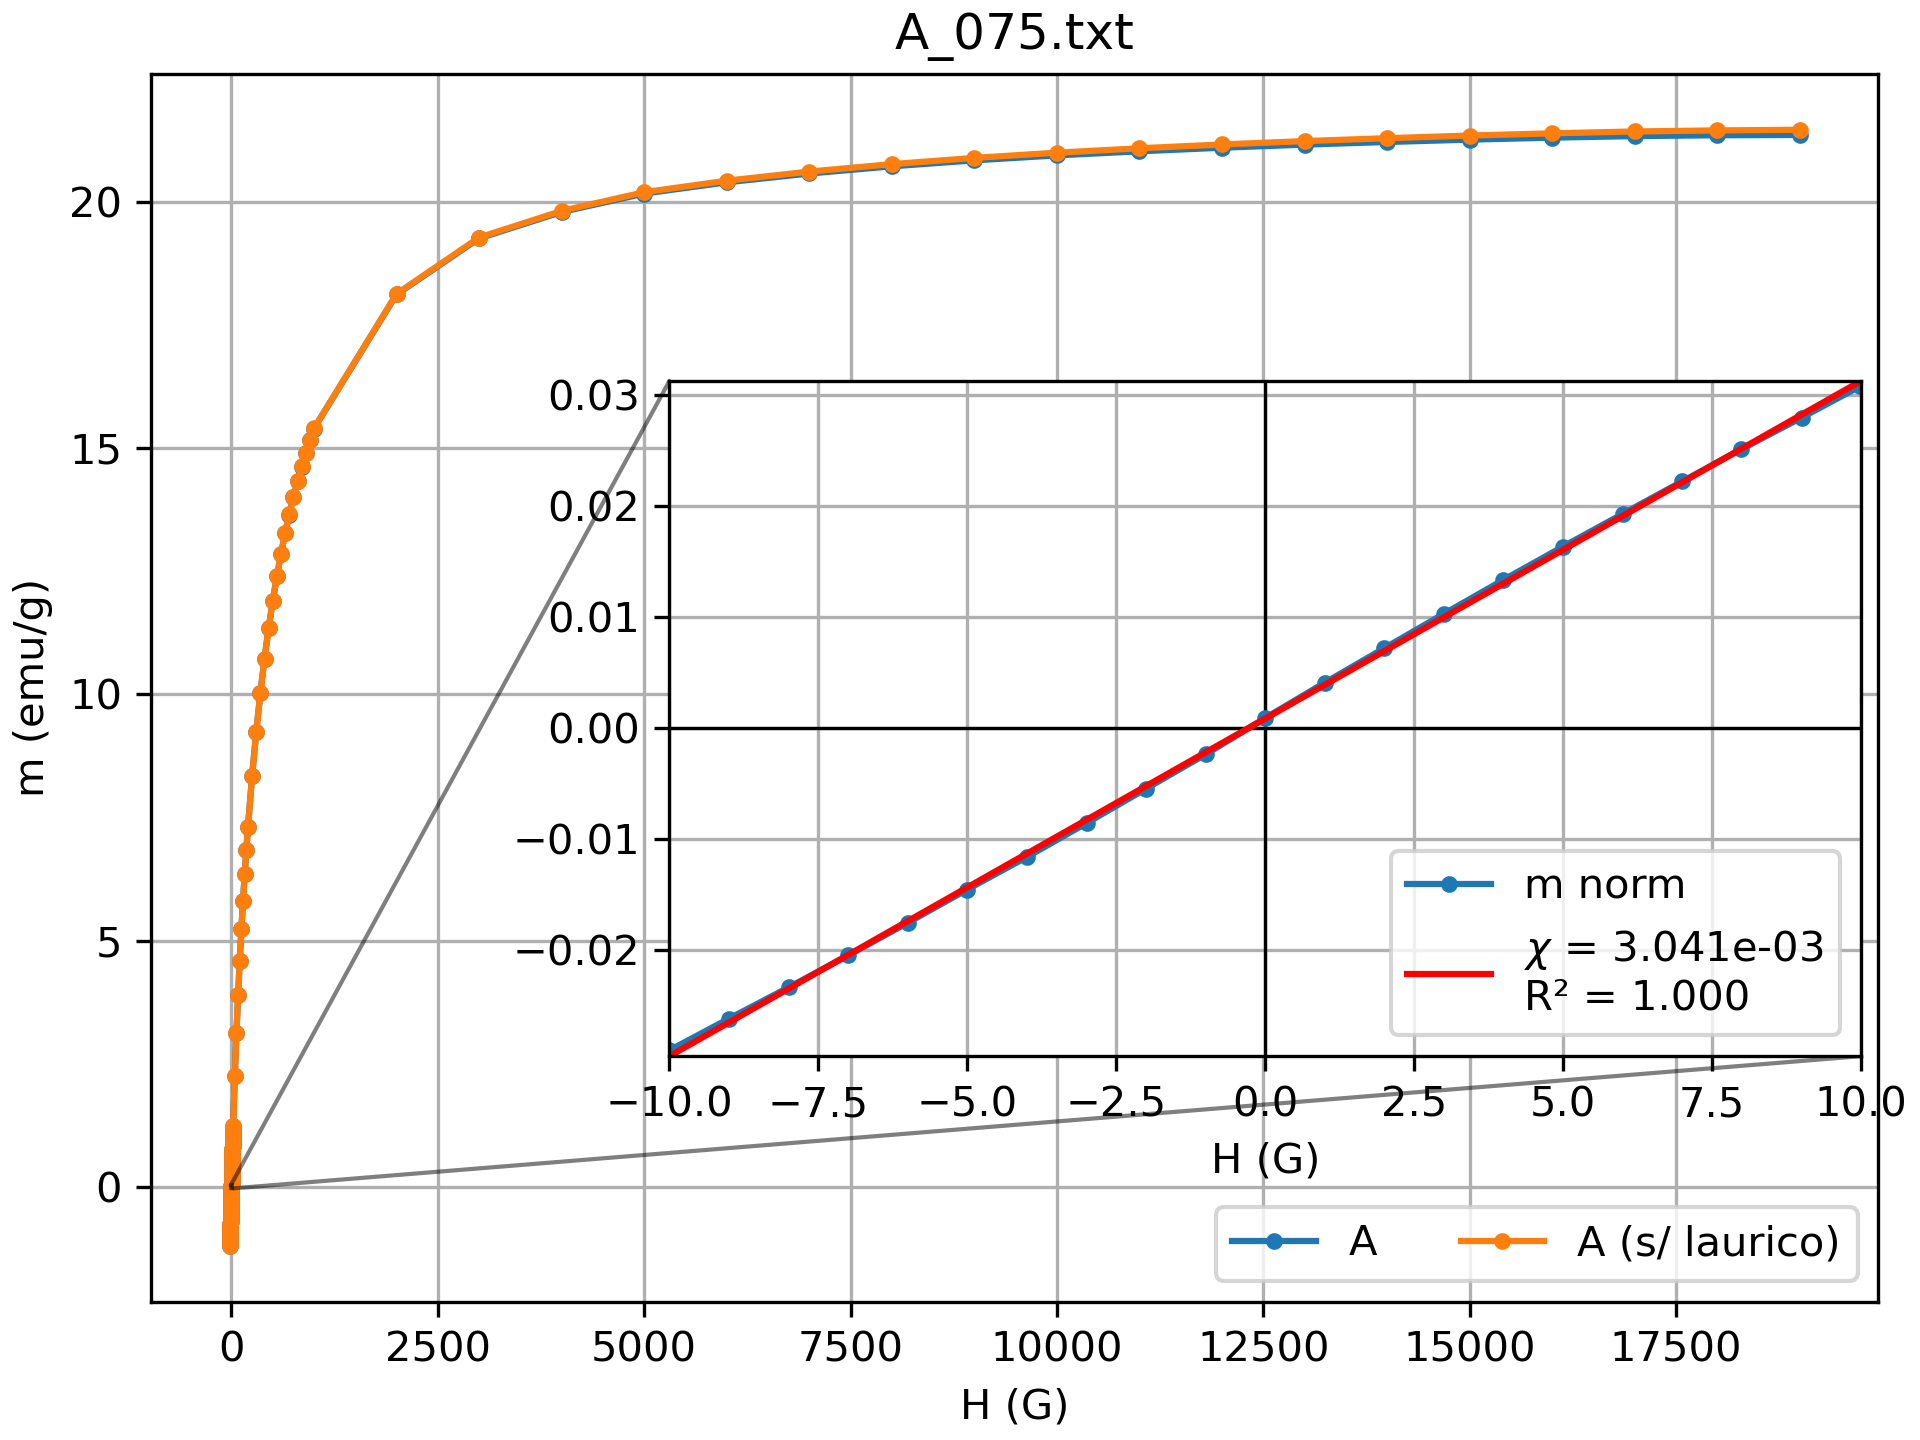 A_075.txt
m (emu/g)
20
15
10
5
0
0.03
0.02
0.01
0.00
−0.01
−0.02
m norm
χ = 3.041e-03
R² = 1.000
−10.0 −7.5 −5.0 −2.5 0.0 2.5 5.0 7.5 10.0
H (G)
A A (s/ laurico)
0 2500 5000 7500 10000 12500 15000 17500
H (G)